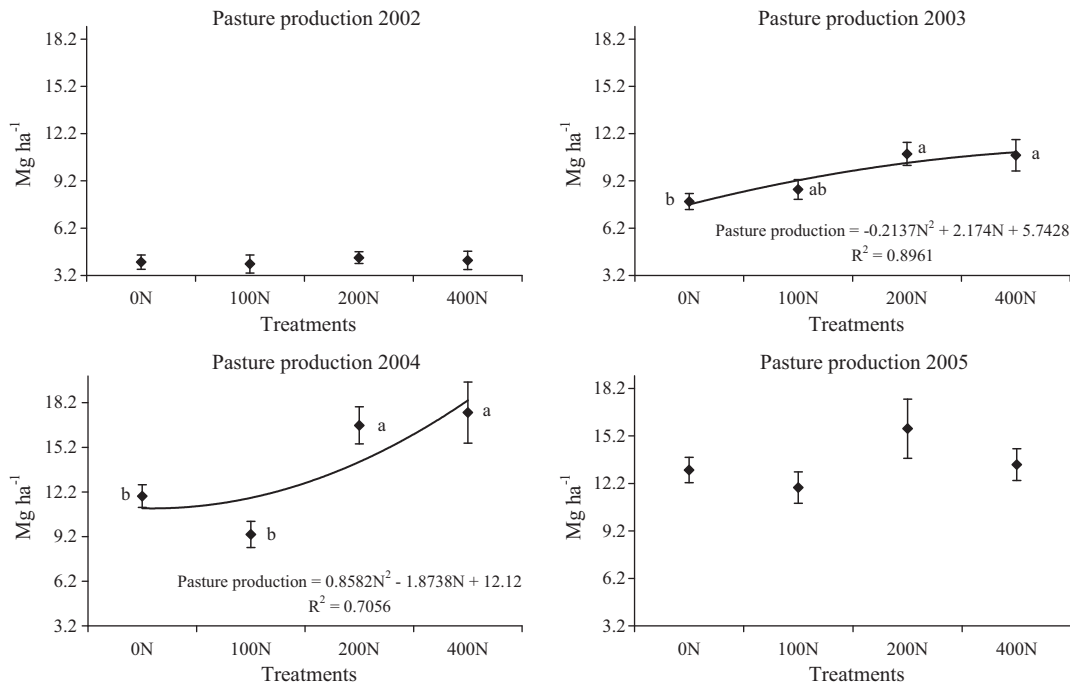 Pasture production 2002
18.2
15.2
12.2
9.2
6.2
3.2
Mg ha⁻¹
0N 100N 200N 400N
Treatments
Pasture production 2003
18.2
15.2
12.2
9.2
6.2
3.2
Mg ha⁻¹
b
ab
a
a
Pasture production = -0.2137N² + 2.174N + 5.7428
R² = 0.8961
0N 100N 200N 400N
Treatments
Pasture production 2004
18.2
15.2
12.2
9.2
6.2
3.2
Mg ha⁻¹
b
b
a
a
Pasture production = 0.8582N² - 1.8738N + 12.12
R² = 0.7056
0N 100N 200N 400N
Treatments
Pasture production 2005
18.2
15.2
12.2
9.2
6.2
3.2
Mg ha⁻¹
0N 100N 200N 400N
Treatments